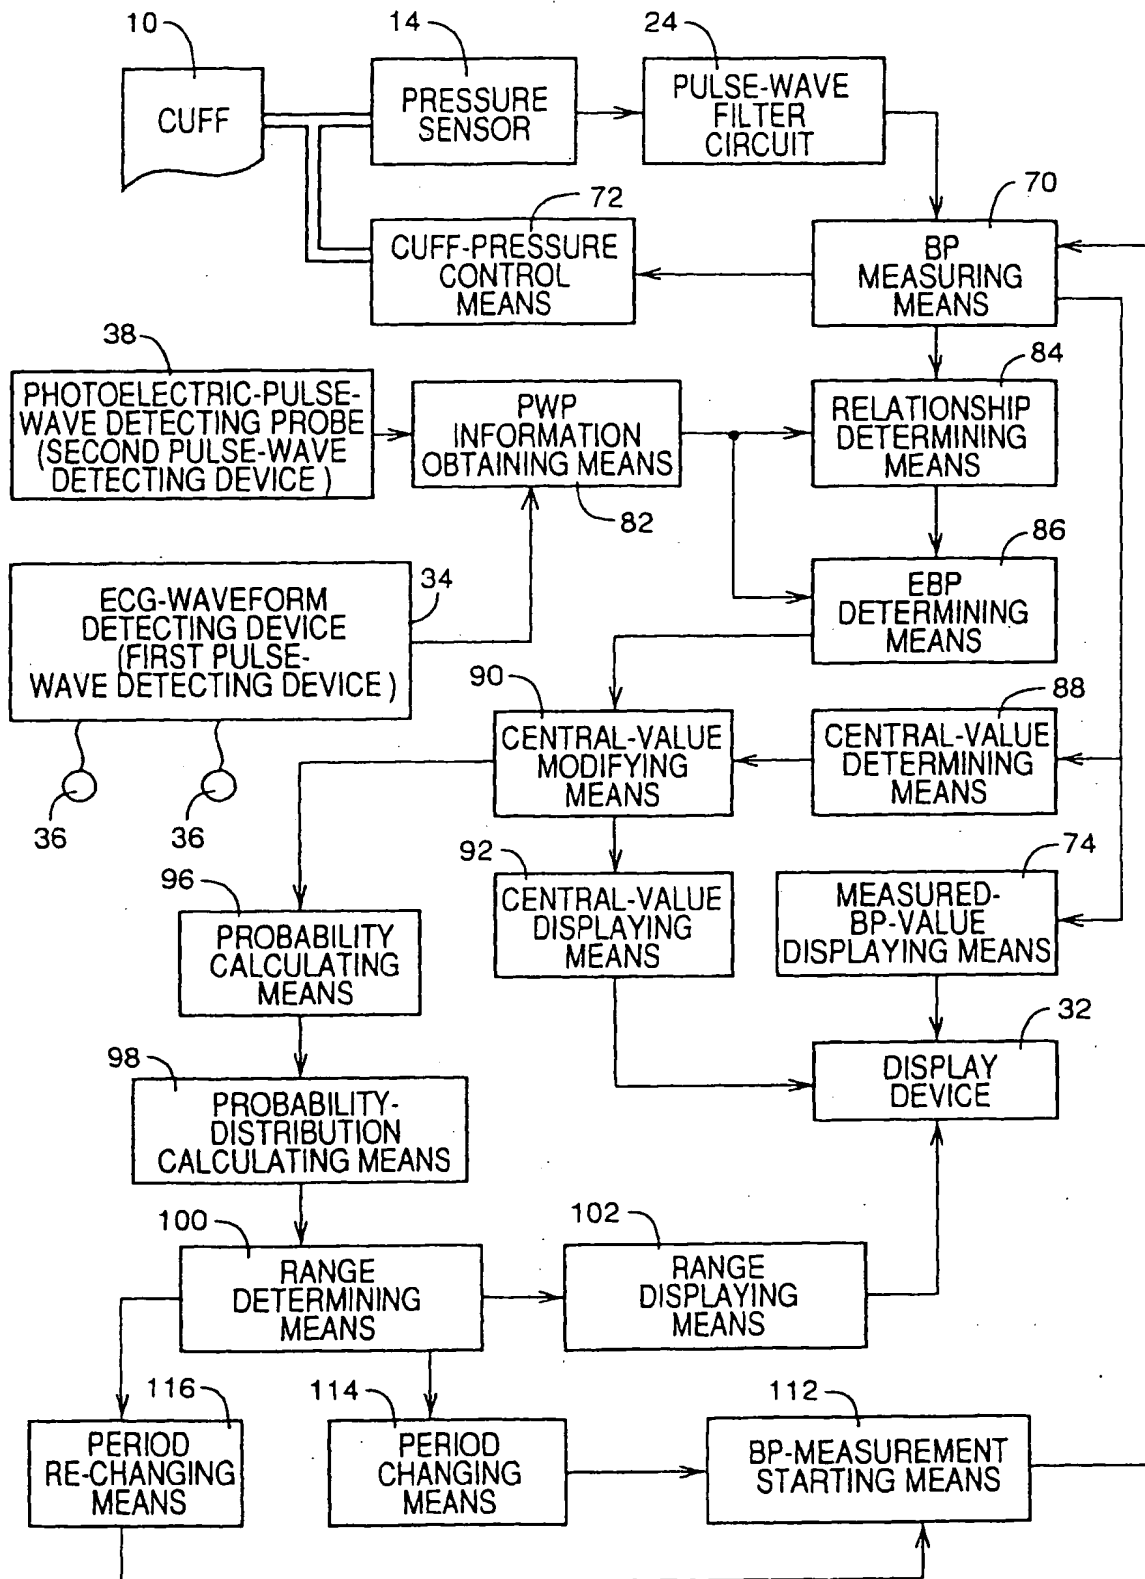 10
14
24
CUFF
PRESSURE
SENSOR
PULSE-WAVE
FILTER
CIRCUIT
72
70
CUFF-PRESSURE
CONTROL
MEANS
BP
MEASURING
MEANS
38
84
PHOTOELECTRIC-PULSE-
WAVE DETECTING PROBE
(SECOND PULSE-WAVE
DETECTING DEVICE)
PWP
INFORMATION
OBTAINING MEANS
RELATIONSHIP
DETERMINING
MEANS
82
86
34
ECG-WAVEFORM
DETECTING DEVICE
(FIRST PULSE-
WAVE DETECTING DEVICE)
EBP
DETERMINING
MEANS
90
88
CENTRAL-VALUE
MODIFYING
MEANS
CENTRAL-VALUE
DETERMINING
MEANS
36
36
96
92
74
PROBABILITY
CALCULATING
MEANS
CENTRAL-VALUE
DISPLAYING
MEANS
MEASURED-
BP-VALUE
DISPLAYING MEANS
98
32
PROBABILITY-
DISTRIBUTION
CALCULATING MEANS
DISPLAY
DEVICE
100
102
RANGE
DETERMINING
MEANS
RANGE
DISPLAYING
MEANS
116
114
112
PERIOD
RE-CHANGING
MEANS
PERIOD
CHANGING
MEANS
BP-MEASUREMENT
STARTING MEANS